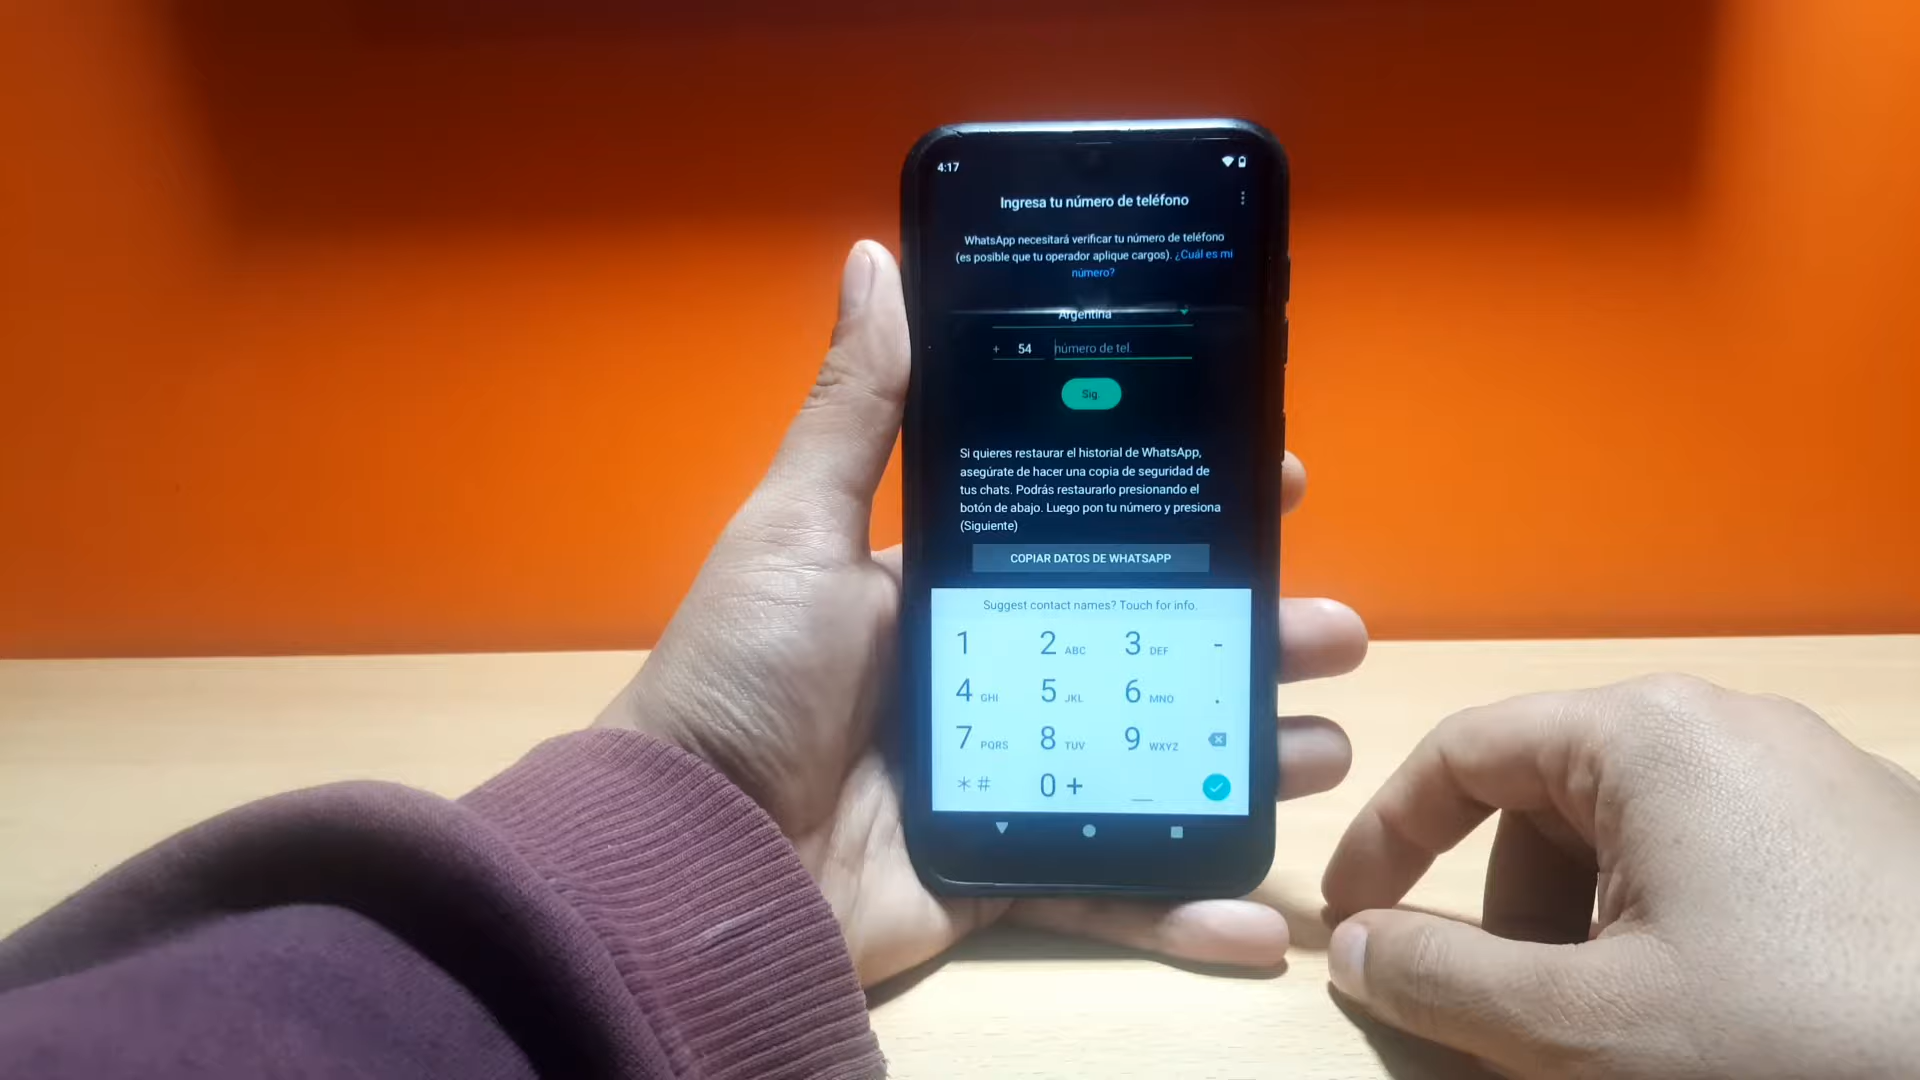 4:17
Ingresa tu número de teléfono
WhatsApp necesitará verificar tu número de teléfono
(es posible que tu operador aplique cargos). ¿Cuál es mi
número?
Argentina
+ 54 número de tel.
Sig.
Si quieres restaurar el historial de WhatsApp,
asegúrate de hacer una copia de seguridad de
tus chats. Podrás restaurarlo presionando el
botón de abajo. Luego pon tu número y presiona
(Siguiente)
COPIAR DATOS DE WHATSAPP
Suggest contact names? Touch for info.
1 2 ABC 3 DEF -
4 GHI 5 JKL 6 MNO .
7 PQRS 8 TUV 9 WXYZ
* # 0 + _